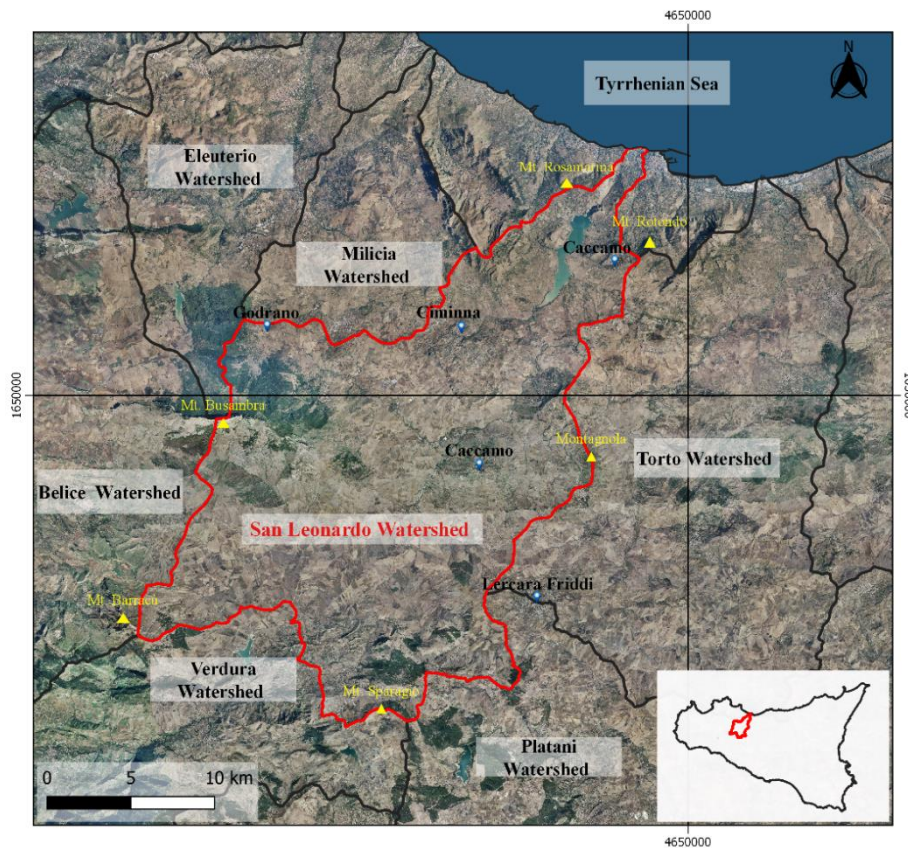 4650000
N
Tyrrhenian Sea
Eleuterio
Watershed
Mt. Rosamarina
Mt. Rotondo
Milicia
Watershed
Caccamo
Godrano
Ciminna
1650000
1650000
Mt. Busambra
Montagnola
Caccamo
Torto Watershed
Belice Watershed
San Leonardo Watershed
Lercara Friddi
Mt. Barracu
Verdura
Watershed
Mt. Sparagio
Platani
Watershed
0 5 10 km
4650000